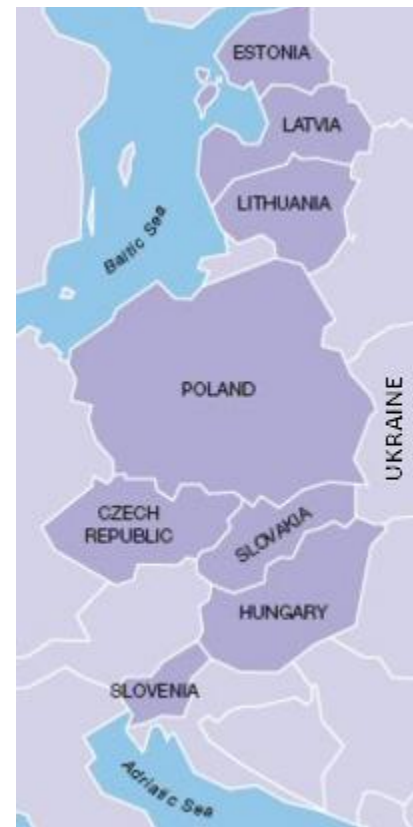 ESTONIA
LATVIA
LITHUANIA
Baltic Sea
POLAND
UKRAINE
CZECH
REPUBLIC
SLOVAKIA
HUNGARY
SLOVENIA
Adriatic Sea